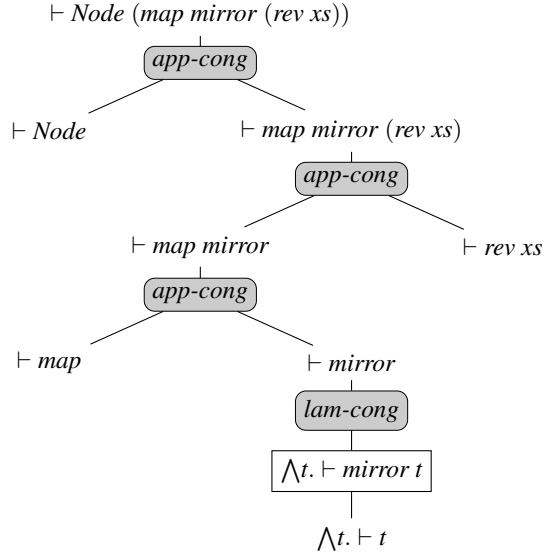 ⊢ Node (map mirror (rev xs))
app-cong
⊢ Node
⊢ map mirror (rev xs)
app-cong
⊢ map mirror
⊢ rev xs
app-cong
⊢ map
⊢ mirror
lam-cong
⋀t. ⊢ mirror t
⋀t. ⊢ t